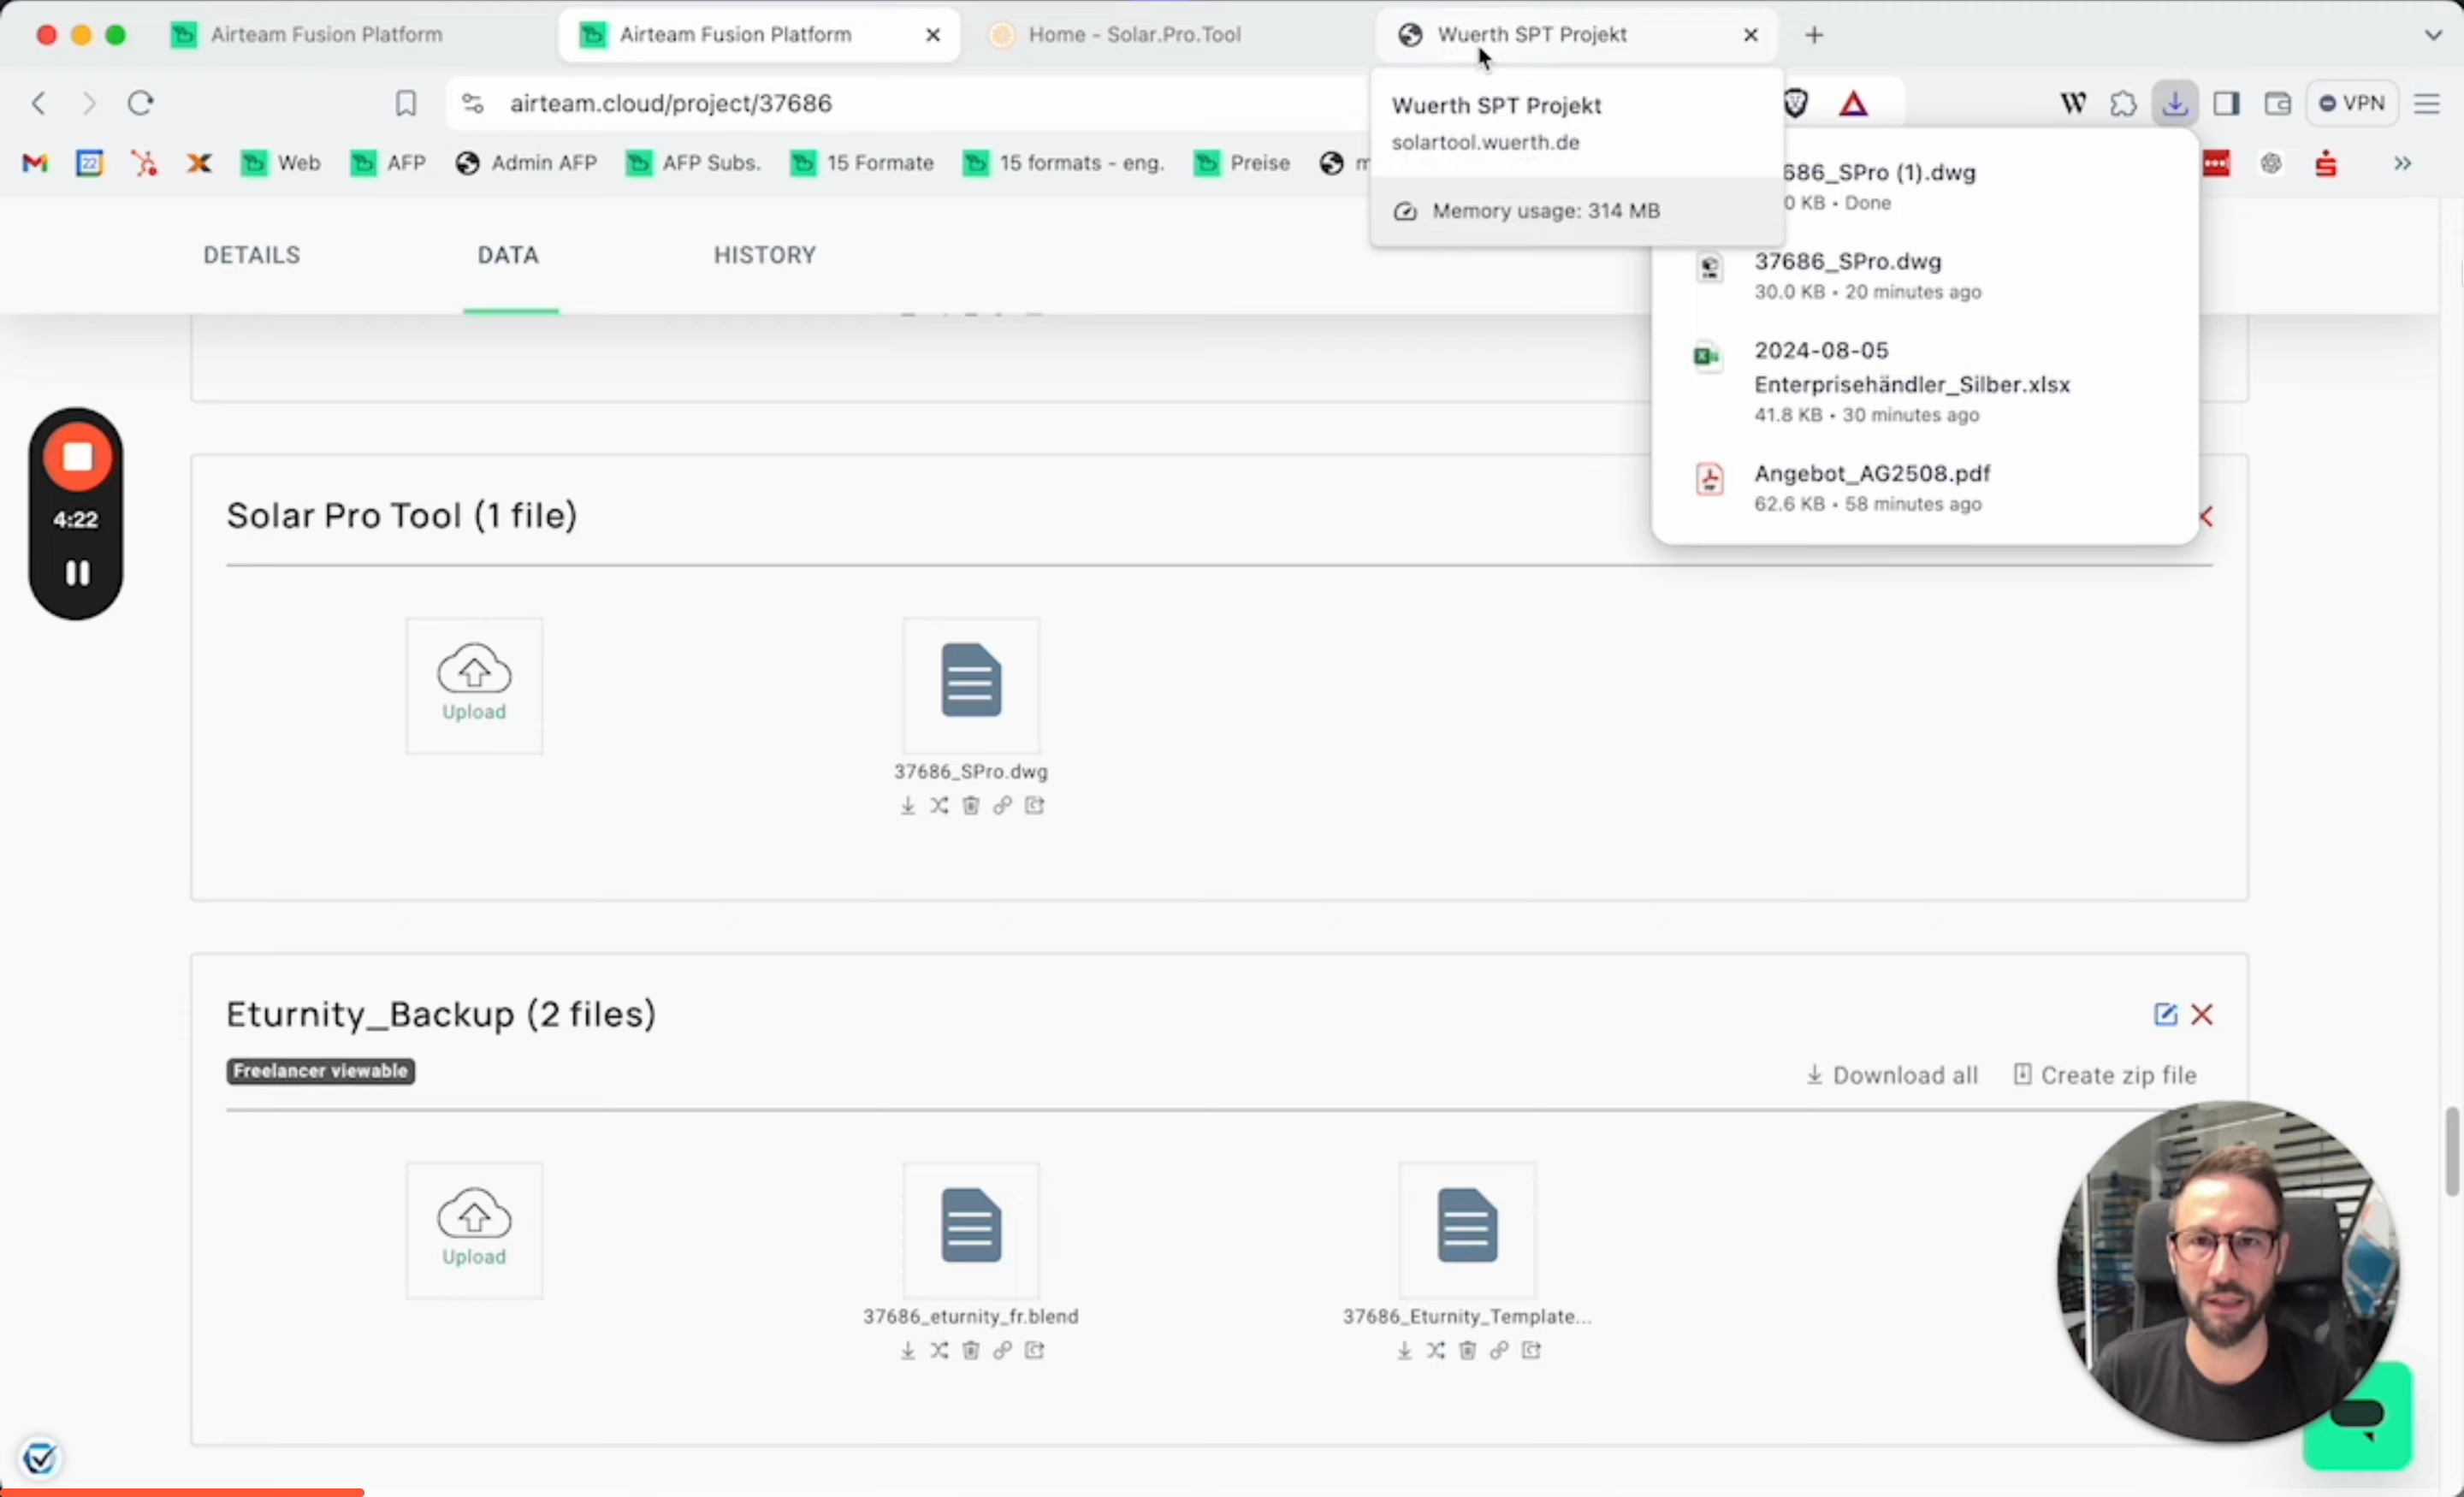 Airteam Fusion Platform
Airteam Fusion Platform
Home - Solar.Pro.Tool
Wuerth SPT Projekt
airteam.cloud/project/37686
W
VPN
Wuerth SPT Projekt
solartool.wuerth.de
Memory usage: 314 MB
22
Web
AFP
Admin AFP
AFP Subs.
15 Formate
15 formats - eng.
Preise
m
686_SPro (1).dwg
0 KB • Done
37686_SPro.dwg
30.0 KB • 20 minutes ago
2024-08-05
Enterprisehändler_Silber.xlsx
41.8 KB • 30 minutes ago
Angebot_AG2508.pdf
62.6 KB • 58 minutes ago
DETAILS
DATA
HISTORY
4:22
Solar Pro Tool (1 file)
Upload
37686_SPro.dwg
Eturnity_Backup (2 files)
Freelancer viewable
Download all
Create zip file
Upload
37686_eturnity_fr.blend
37686_Eturnity_Template...